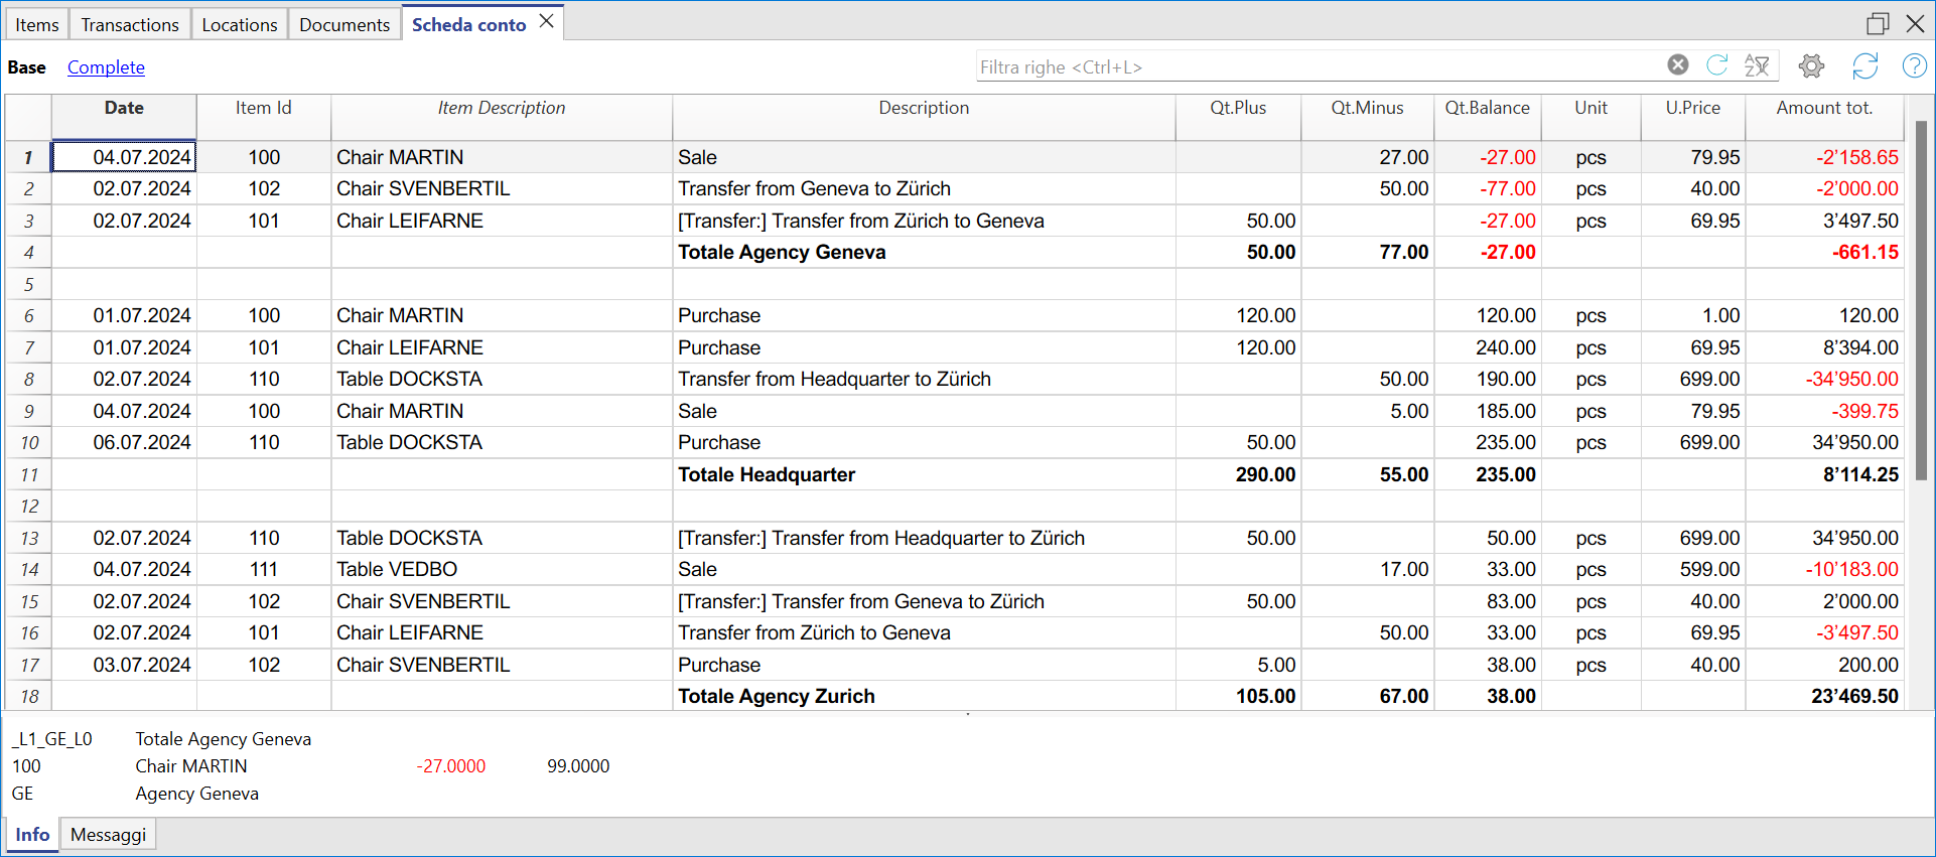 Items Transactions Locations Documents Scheda conto
Base Complete Filtra righe <Ctrl+L>
Date Item Id Item Description Description Qt.Plus Qt.Minus Qt.Balance Unit U.Price Amount tot.
1 04.07.2024 100 Chair MARTIN Sale 27.00 -27.00 pcs 79.95 -2’158.65
2 02.07.2024 102 Chair SVENBERTIL Transfer from Geneva to Zürich 50.00 -77.00 pcs 40.00 -2’000.00
3 02.07.2024 101 Chair LEIFARNE [Transfer:] Transfer from Zürich to Geneva 50.00 -27.00 pcs 69.95 3’497.50
4 Totale Agency Geneva 50.00 77.00 -27.00 -661.15
5
6 01.07.2024 100 Chair MARTIN Purchase 120.00 120.00 pcs 1.00 120.00
7 01.07.2024 101 Chair LEIFARNE Purchase 120.00 240.00 pcs 69.95 8’394.00
8 02.07.2024 110 Table DOCKSTA Transfer from Headquarter to Zürich 50.00 190.00 pcs 699.00 -34’950.00
9 04.07.2024 100 Chair MARTIN Sale 5.00 185.00 pcs 79.95 -399.75
10 06.07.2024 110 Table DOCKSTA Purchase 50.00 235.00 pcs 699.00 34’950.00
11 Totale Headquarter 290.00 55.00 235.00 8’114.25
12
13 02.07.2024 110 Table DOCKSTA [Transfer:] Transfer from Headquarter to Zürich 50.00 50.00 pcs 699.00 34’950.00
14 04.07.2024 111 Table VEDBO Sale 17.00 33.00 pcs 599.00 -10’183.00
15 02.07.2024 102 Chair SVENBERTIL [Transfer:] Transfer from Geneva to Zürich 50.00 83.00 pcs 40.00 2’000.00
16 02.07.2024 101 Chair LEIFARNE Transfer from Zürich to Geneva 50.00 33.00 pcs 69.95 -3’497.50
17 03.07.2024 102 Chair SVENBERTIL Purchase 5.00 38.00 pcs 40.00 200.00
18 Totale Agency Zurich 105.00 67.00 38.00 23’469.50
_L1_GE_L0 Totale Agency Geneva
100 Chair MARTIN -27.0000 99.0000
GE Agency Geneva
Info Messaggi